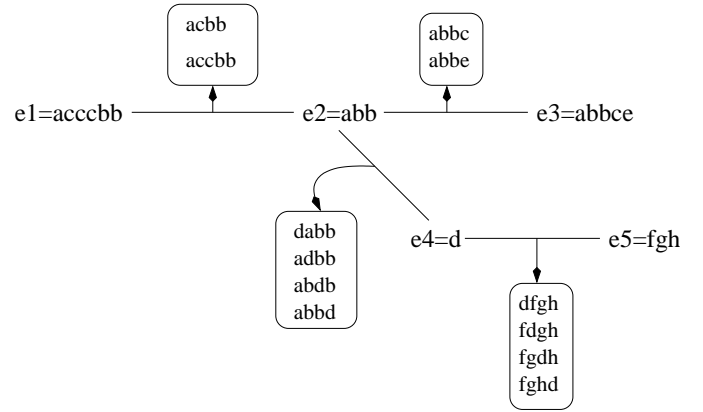 acbb
accbb
abbc
abbe
e1=acccbb
e2=abb
e3=abbce
dabb
adbb
abdb
abbd
e4=d
e5=fgh
dfgh
fdgh
fgdh
fghd